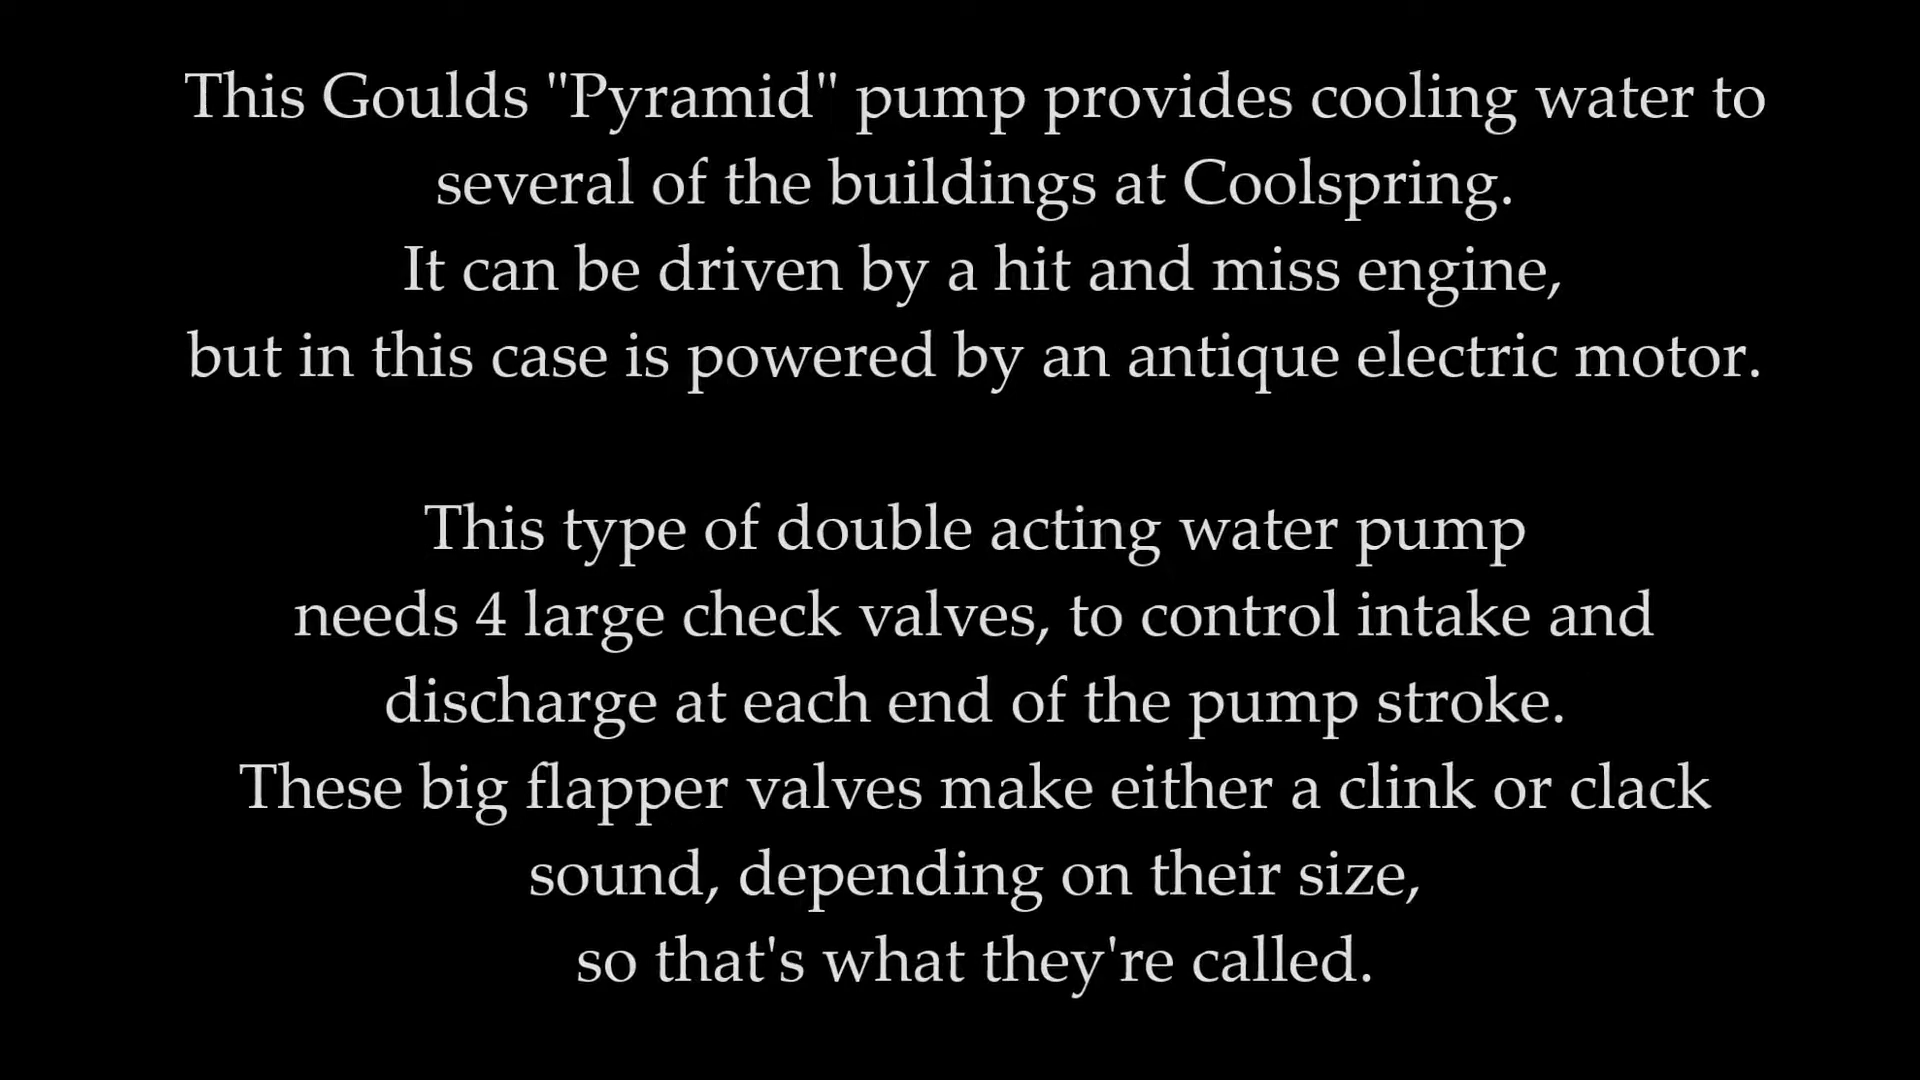 This Goulds "Pyramid" pump provides cooling water to
several of the buildings at Coolspring.
It can be driven by a hit and miss engine,
but in this case is powered by an antique electric motor.
This type of double acting water pump
needs 4 large check valves, to control intake and
discharge at each end of the pump stroke.
These big flapper valves make either a clink or clack
sound, depending on their size,
so that's what they're called.